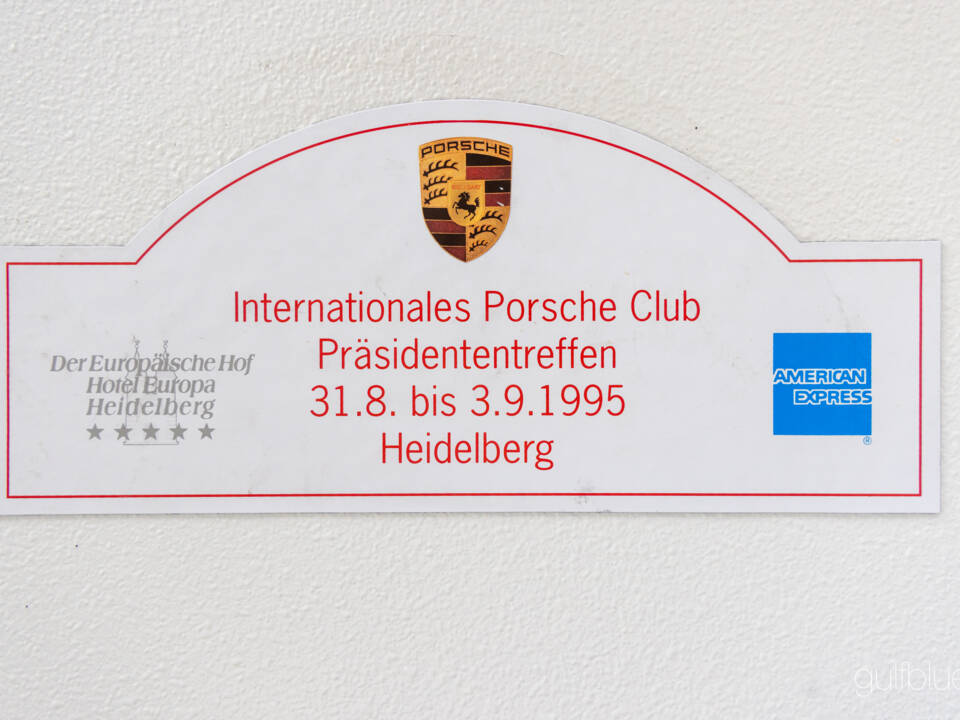 PORSCHE
Internationales Porsche Club
Präsidententreffen
31.8. bis 3.9.1995
Heidelberg
Der Europäische Hof
Hotel Europa
Heidelberg
AMERICAN
EXPRESS
®
gulfblue